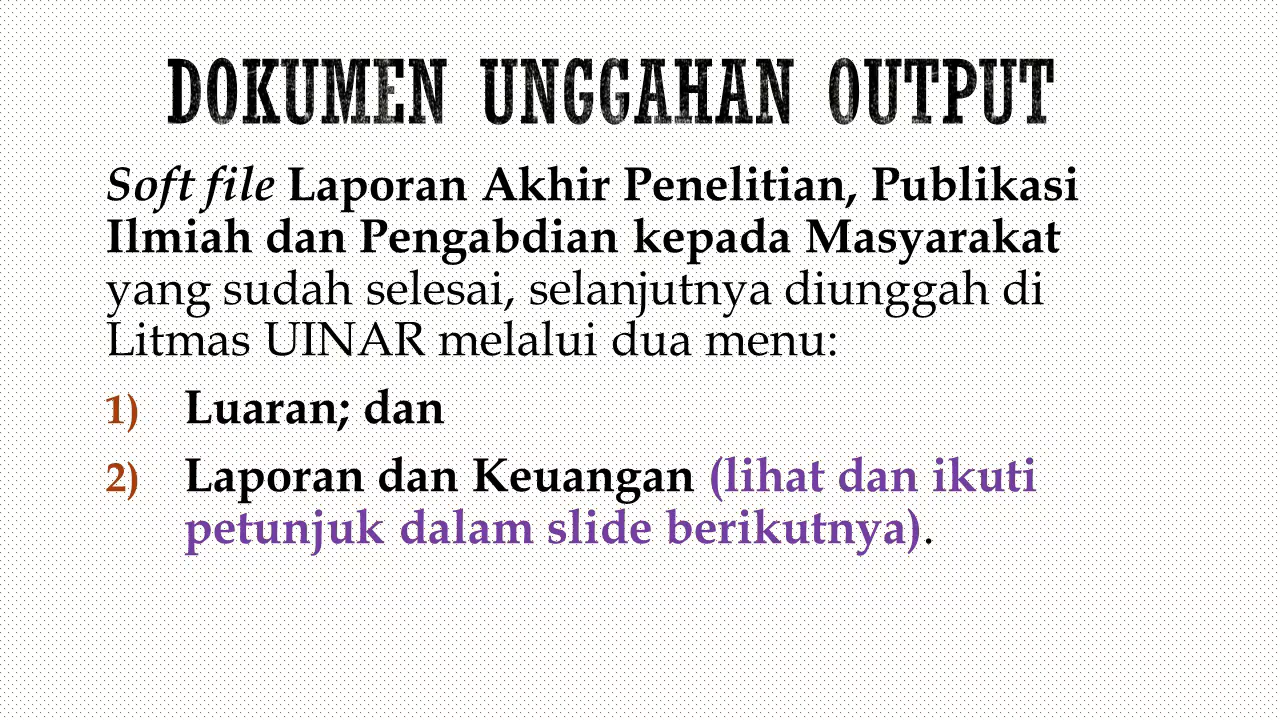 DOKUMEN UNGGAHAN OUTPUT
Soft file Laporan Akhir Penelitian, Publikasi
Ilmiah dan Pengabdian kepada Masyarakat
yang sudah selesai, selanjutnya diunggah di
Litmas UINAR melalui dua menu:
1) Luaran; dan
2) Laporan dan Keuangan (lihat dan ikuti
petunjuk dalam slide berikutnya).